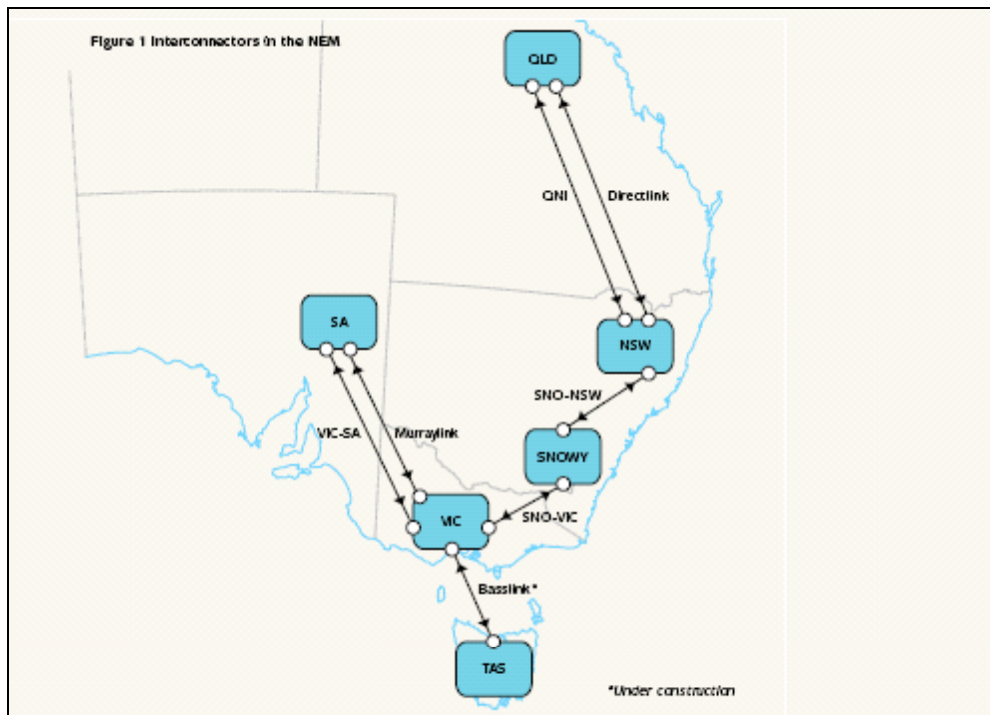 Figure 1 Interconnectors in the NEM
QLD
QNI
Directlink
SA
NSW
SNO-NSW
VIC-SA
Murraylink
SNOWY
VIC
SNO-VIC
Basslink*
TAS
*Under construction